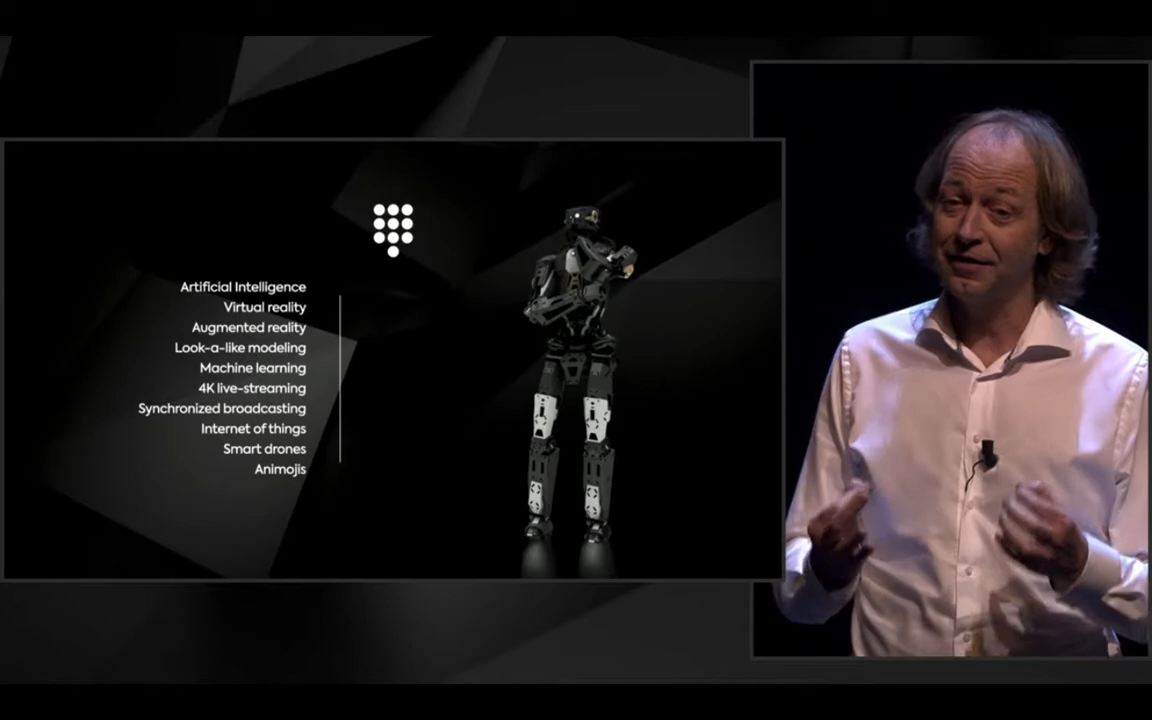 Artificial Intelligence
Virtual reality
Augmented reality
Look-a-like modeling
Machine learning
4K live-streaming
Synchronized broadcasting
Internet of things
Smart drones
Animojis